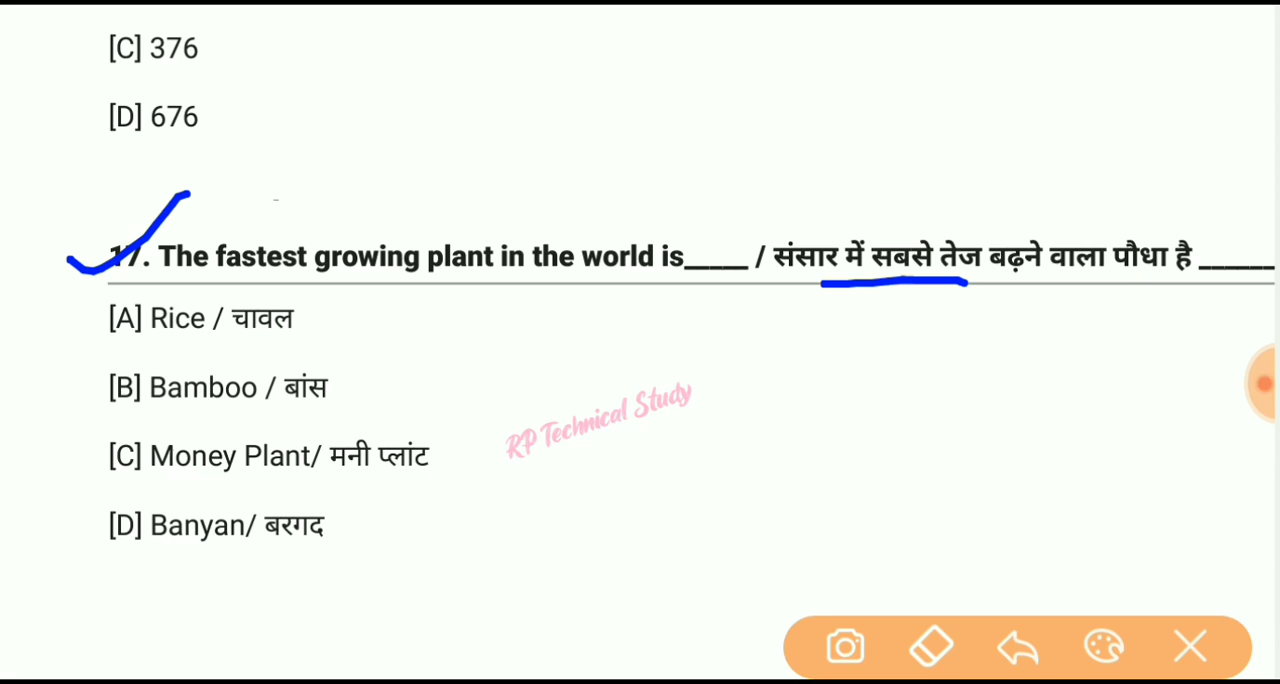 [C] 376
[D] 676
17. The fastest growing plant in the world is_____ / संसार में सबसे तेज बढ़ने वाला पौधा है ______
[A] Rice / चावल
[B] Bamboo / बांस
[C] Money Plant/ मनी प्लांट
[D] Banyan/ बरगद
RP Technical Study